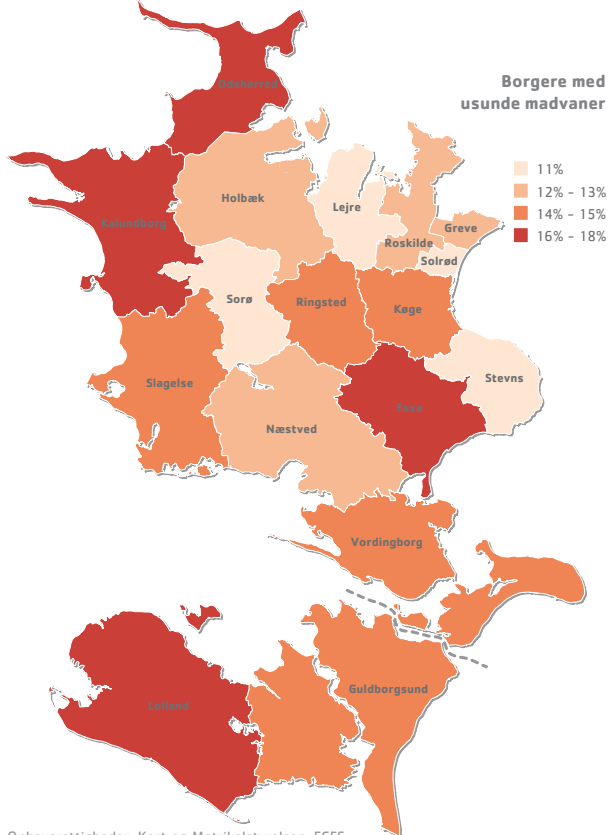 Borgere med
usunde madvaner
11%
12% - 13%
14% - 15%
16% - 18%
Odsherred
Holbæk
Lejre
Kalundborg
Greve
Roskilde
Solrød
Sorø
Ringsted
Køge
Slagelse
Stevns
Faxe
Næstved
Vordingborg
Guldborgsund
Lolland